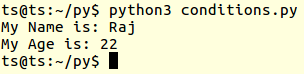 ts@ts:~/py$ python3 conditions.py
My Name is: Raj
My Age is: 22
ts@ts:~/py$